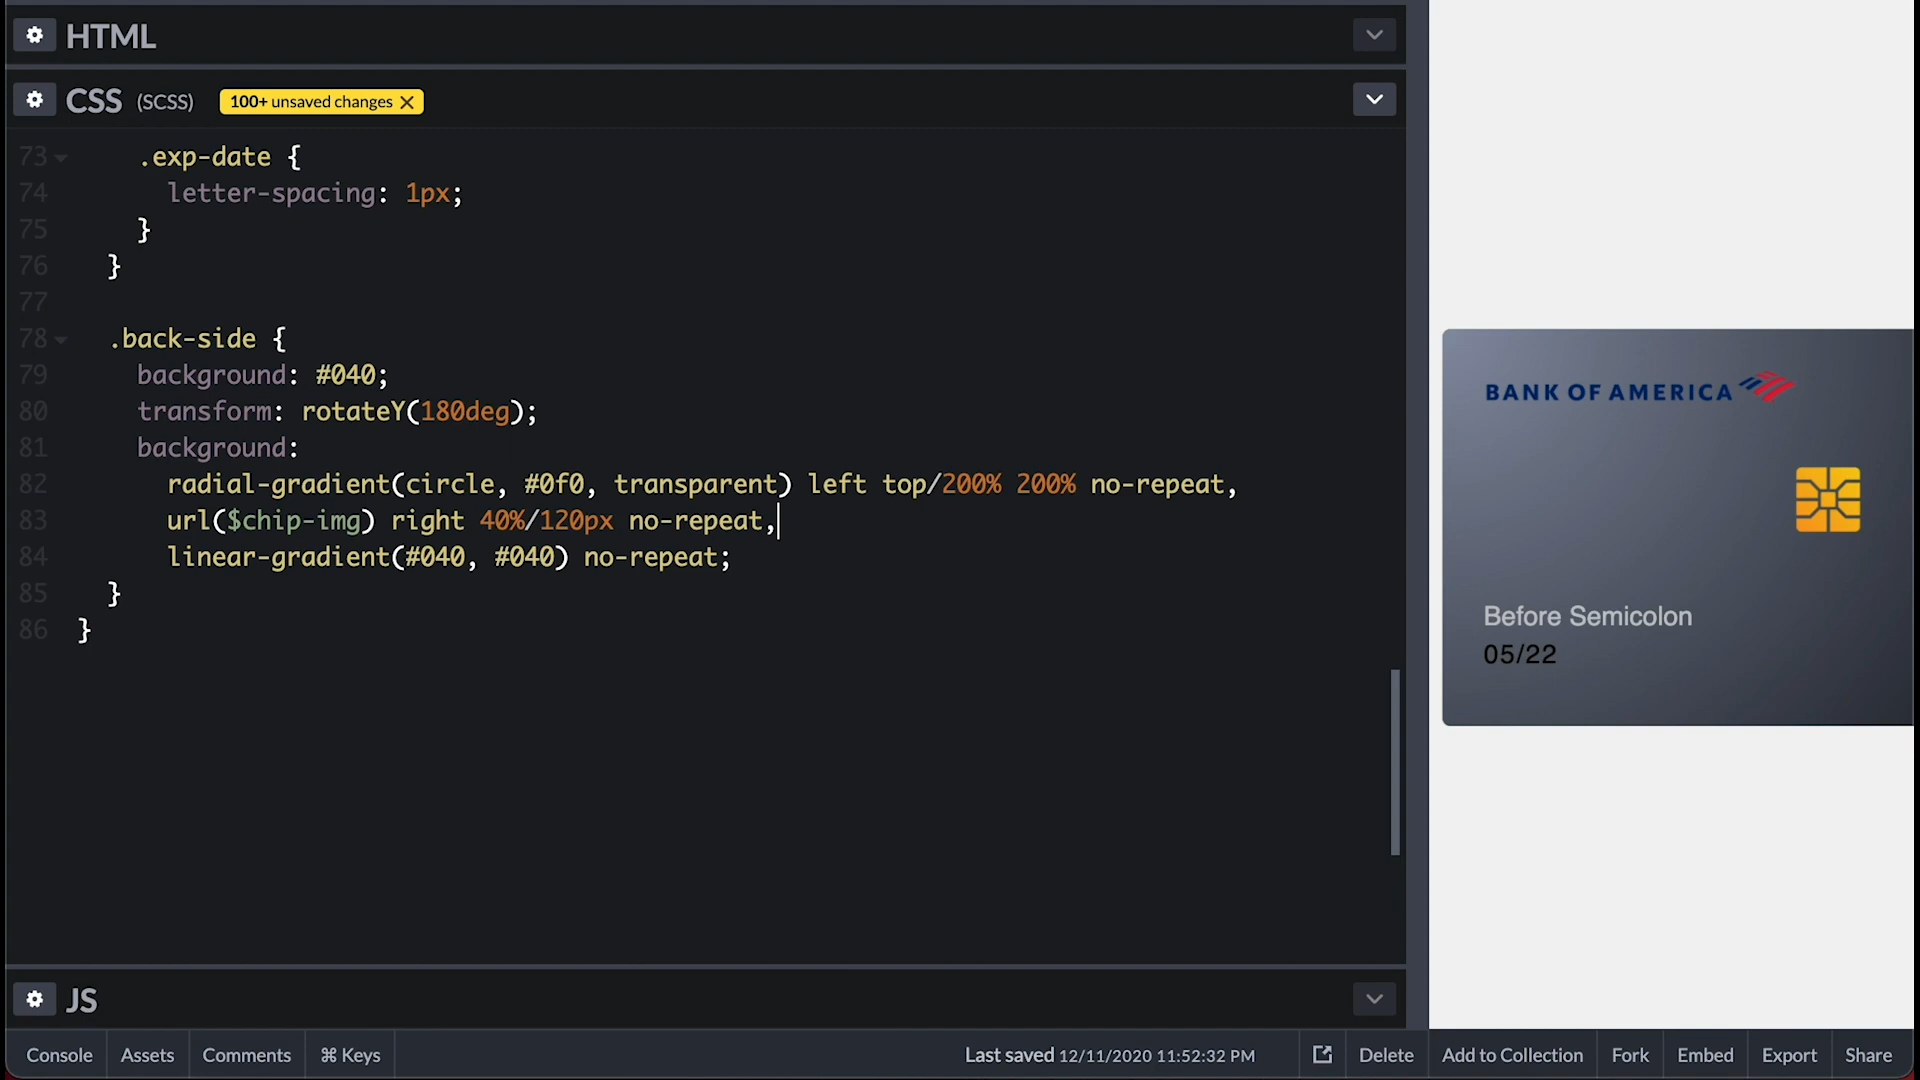 HTML
CSS (SCSS) 100+ unsaved changes
73 .exp-date {
74 letter-spacing: 1px;
75 }
76 }
77
78 .back-side {
79 background: #040;
80 transform: rotateY(180deg);
81 background:
82 radial-gradient(circle, #0f0, transparent) left top/200% 200% no-repeat,
83 url($chip-img) right 40%/120px no-repeat,
84 linear-gradient(#040, #040) no-repeat;
85 }
86 }
BANK OF AMERICA
Before Semicolon
05/22
JS
Console Assets Comments ⌘ Keys Last saved 12/11/2020 11:52:32 PM Delete Add to Collection Fork Embed Export Share